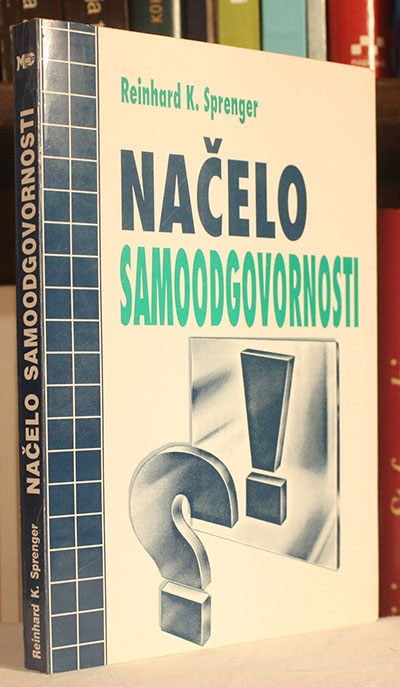 Reinhard K. Sprenger
NAČELO
SAMOODGOVORNOSTI
Reinhard K. Sprenger NAČELO SAMOODGOVORNOSTI